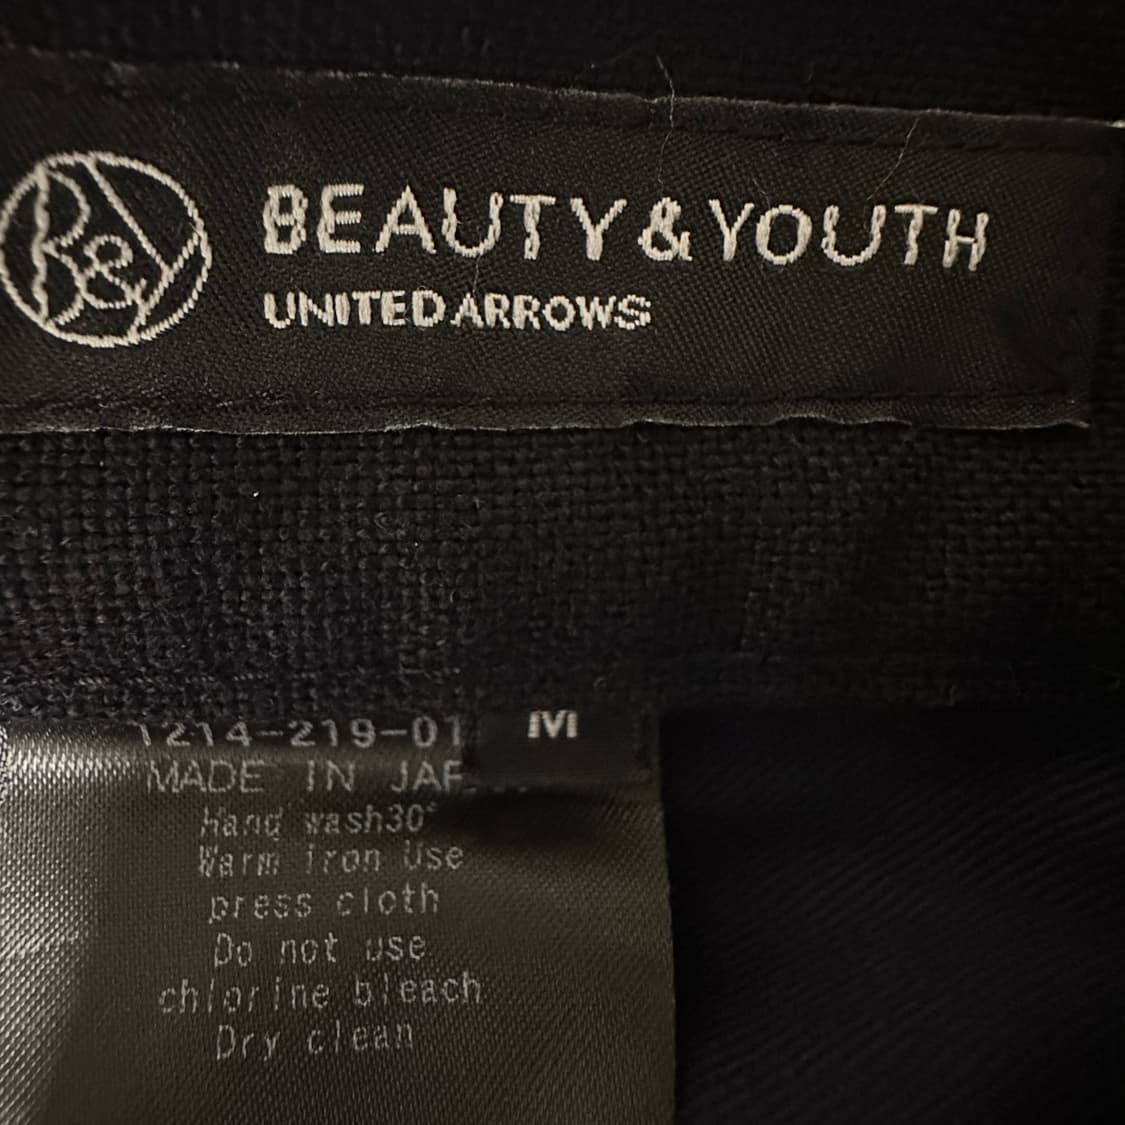 B&Y
BEAUTY & YOUTH
UNITED ARROWS
M
1214-219-01
MADE IN JAP
Hand wash30°
Warm iron Use
press cloth
Do not use
chlorine bleach
Dry clean